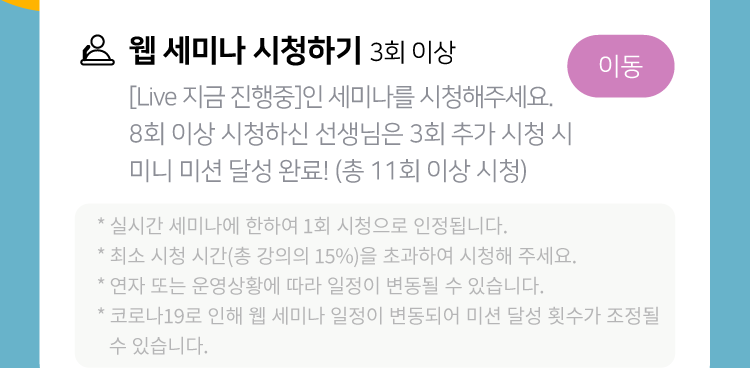 웹 세미나 시청하기 3회 이상
이동
[Live 지금 진행중]인 세미나를 시청해주세요.
8회 이상 시청하신 선생님은 3회 추가 시청 시
미니 미션 달성 완료! (총 11회 이상 시청)
* 실시간 세미나에 한하여 1회 시청으로 인정됩니다.
* 최소 시청 시간(총 강의의 15%)을 초과하여 시청해 주세요.
* 연자 또는 운영상황에 따라 일정이 변동될 수 있습니다.
* 코로나19로 인해 웹 세미나 일정이 변동되어 미션 달성 횟수가 조정될
수 있습니다.